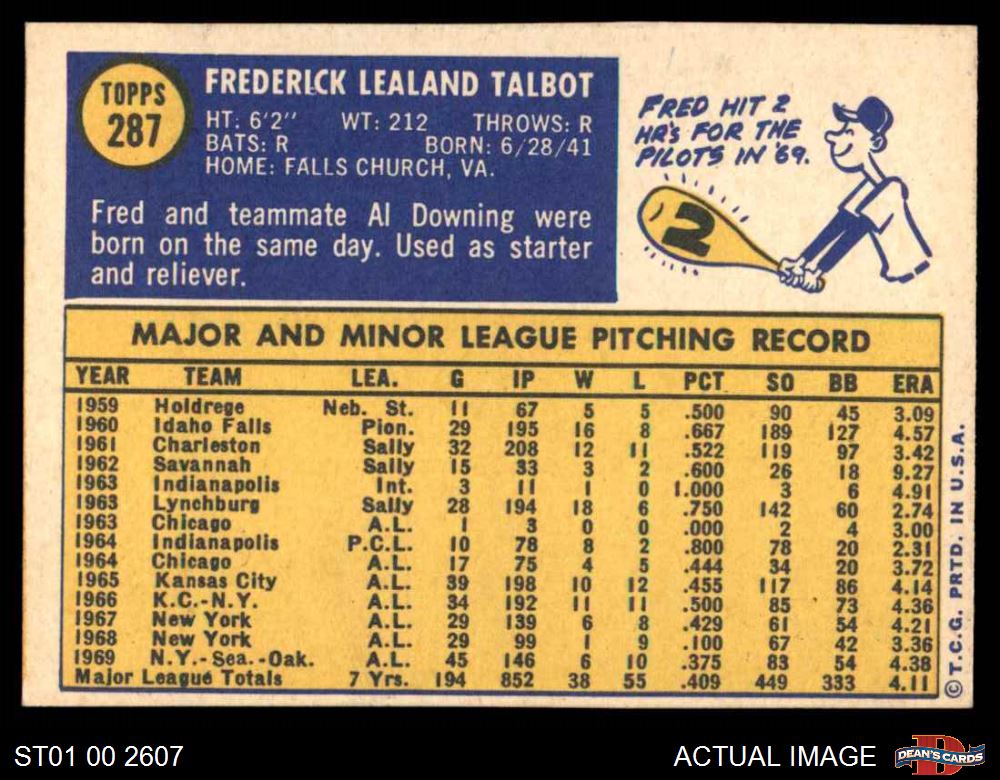 TOPPS
287
FREDERICK LEALAND TALBOT
HT: 6'2" WT: 212 THROWS: R
BATS: R BORN: 6/28/41
HOME: FALLS CHURCH, VA.
Fred and teammate Al Downing were
born on the same day. Used as starter
and reliever.
FRED HIT 2
HR's FOR THE
PILOTS IN '69.
2
MAJOR AND MINOR LEAGUE PITCHING RECORD
YEAR TEAM LEA. G IP W L PCT SO BB ERA
1959 Holdrege Neb. St. 11 67 5 5 .500 90 45 3.09
1960 Idaho Falls Pion. 29 195 16 8 .667 189 127 4.57
1961 Charleston Sally 32 208 12 11 .522 119 97 3.42
1962 Savannah Sally 15 33 3 2 .600 26 18 9.27
1963 Indianapolis Int. 3 11 1 0 1.000 3 6 4.91
1963 Lynchburg Sally 28 194 18 6 .750 142 60 2.74
1963 Chicago A.L. 1 3 0 0 .000 2 4 3.00
1964 Indianapolis P.C.L. 10 78 8 2 .800 78 20 2.31
1964 Chicago A.L. 17 75 4 5 .444 34 20 3.72
1965 Kansas City A.L. 39 198 10 12 .455 117 86 4.14
1966 K.C.-N.Y. A.L. 34 192 11 11 .500 85 73 4.36
1967 New York A.L. 29 139 6 8 .429 61 54 4.21
1968 New York A.L. 29 99 1 9 .100 67 42 3.36
1969 N.Y.-Sea.-Oak. A.L. 45 146 6 10 .375 83 54 4.38
Major League Totals 7 Yrs. 194 852 38 55 .409 449 333 4.11
© T.C.G. PRTD. IN U.S.A.
ST01 00 2607
ACTUAL IMAGE
D
DEAN'S CARDS